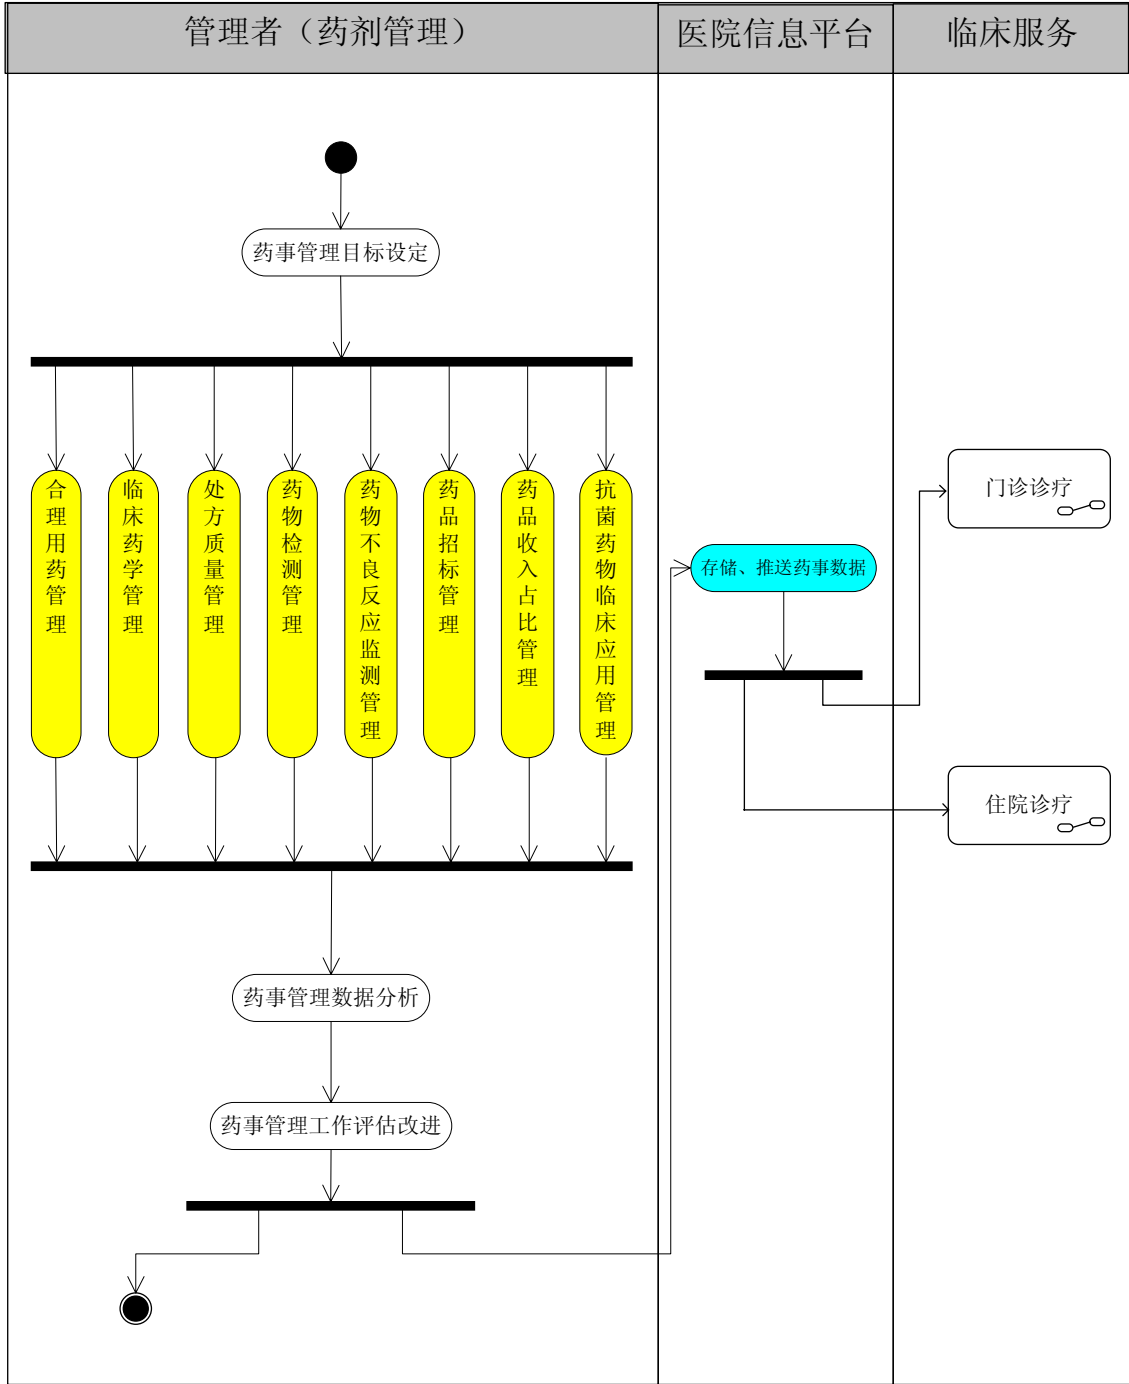 管理者（药剂管理）
医院信息平台
临床服务
药事管理目标设定
合理用药管理
临床药学管理
处方质量管理
药物检测管理
药物不良反应监测管理
药品招标管理
药品收入占比管理
抗菌药物临床应用管理
门诊诊疗
存储、推送药事数据
住院诊疗
药事管理数据分析
药事管理工作评估改进